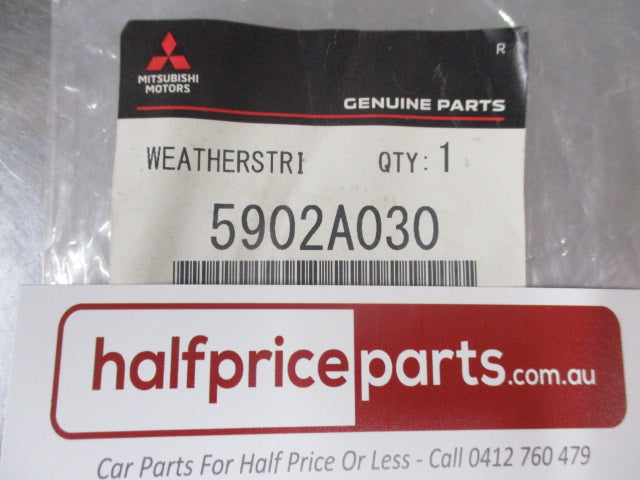 R
MITSUBISHI
MOTORS
GENUINE PARTS
WEATHERSTRI QTY: 1
5902A030
halfpriceparts.com.au
Car Parts For Half Price Or Less - Call 0412 760 479